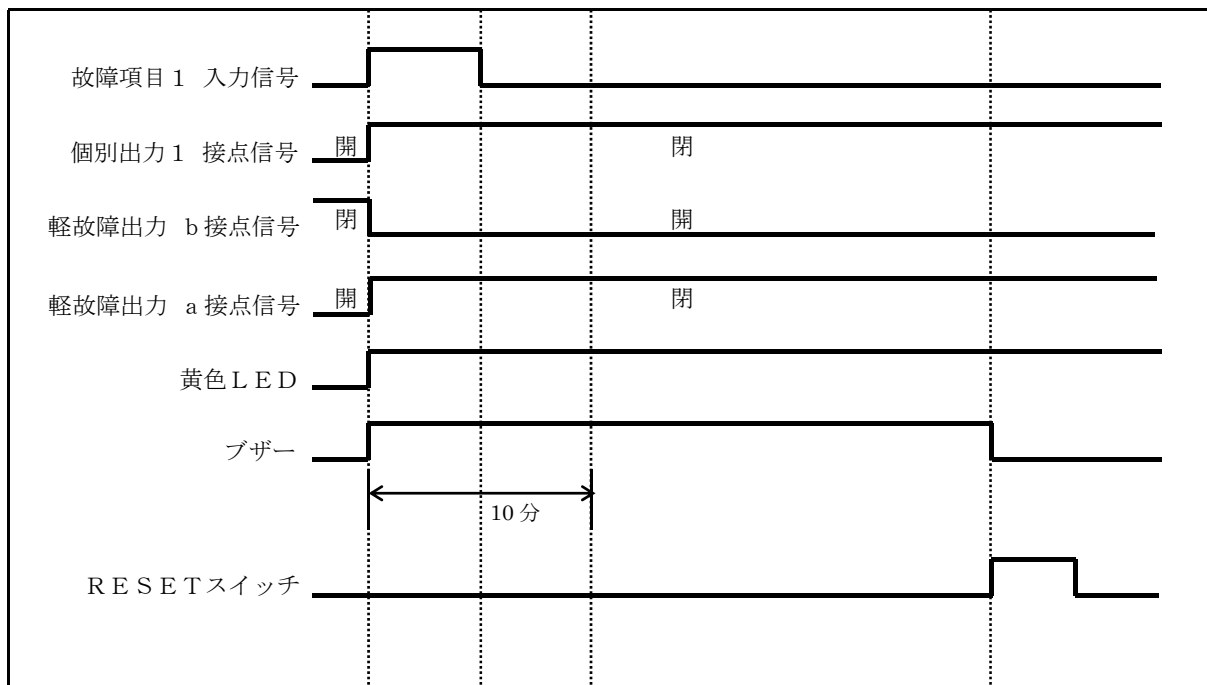 故障項目１ 入力信号
個別出力１ 接点信号 開 閉
軽故障出力 ｂ接点信号 閉 開
軽故障出力 ａ接点信号 開 閉
黄色ＬＥＤ
ブザー
10 分
ＲＥＳＥＴスイッチ